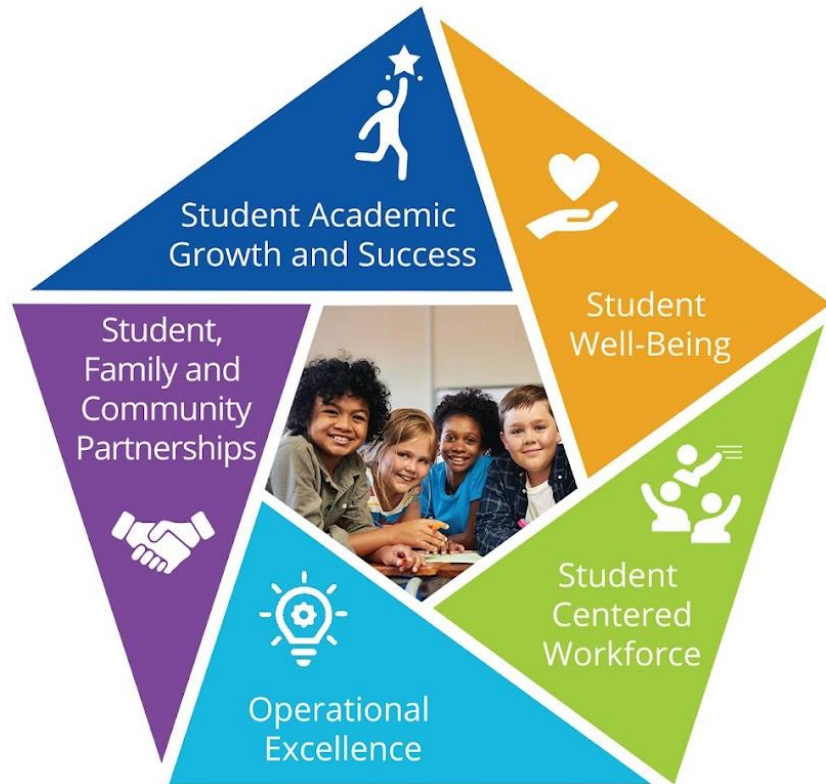 Student Academic
Growth and Success
Student
Well-Being
Student
Centered
Workforce
Operational
Excellence
Student,
Family and
Community
Partnerships